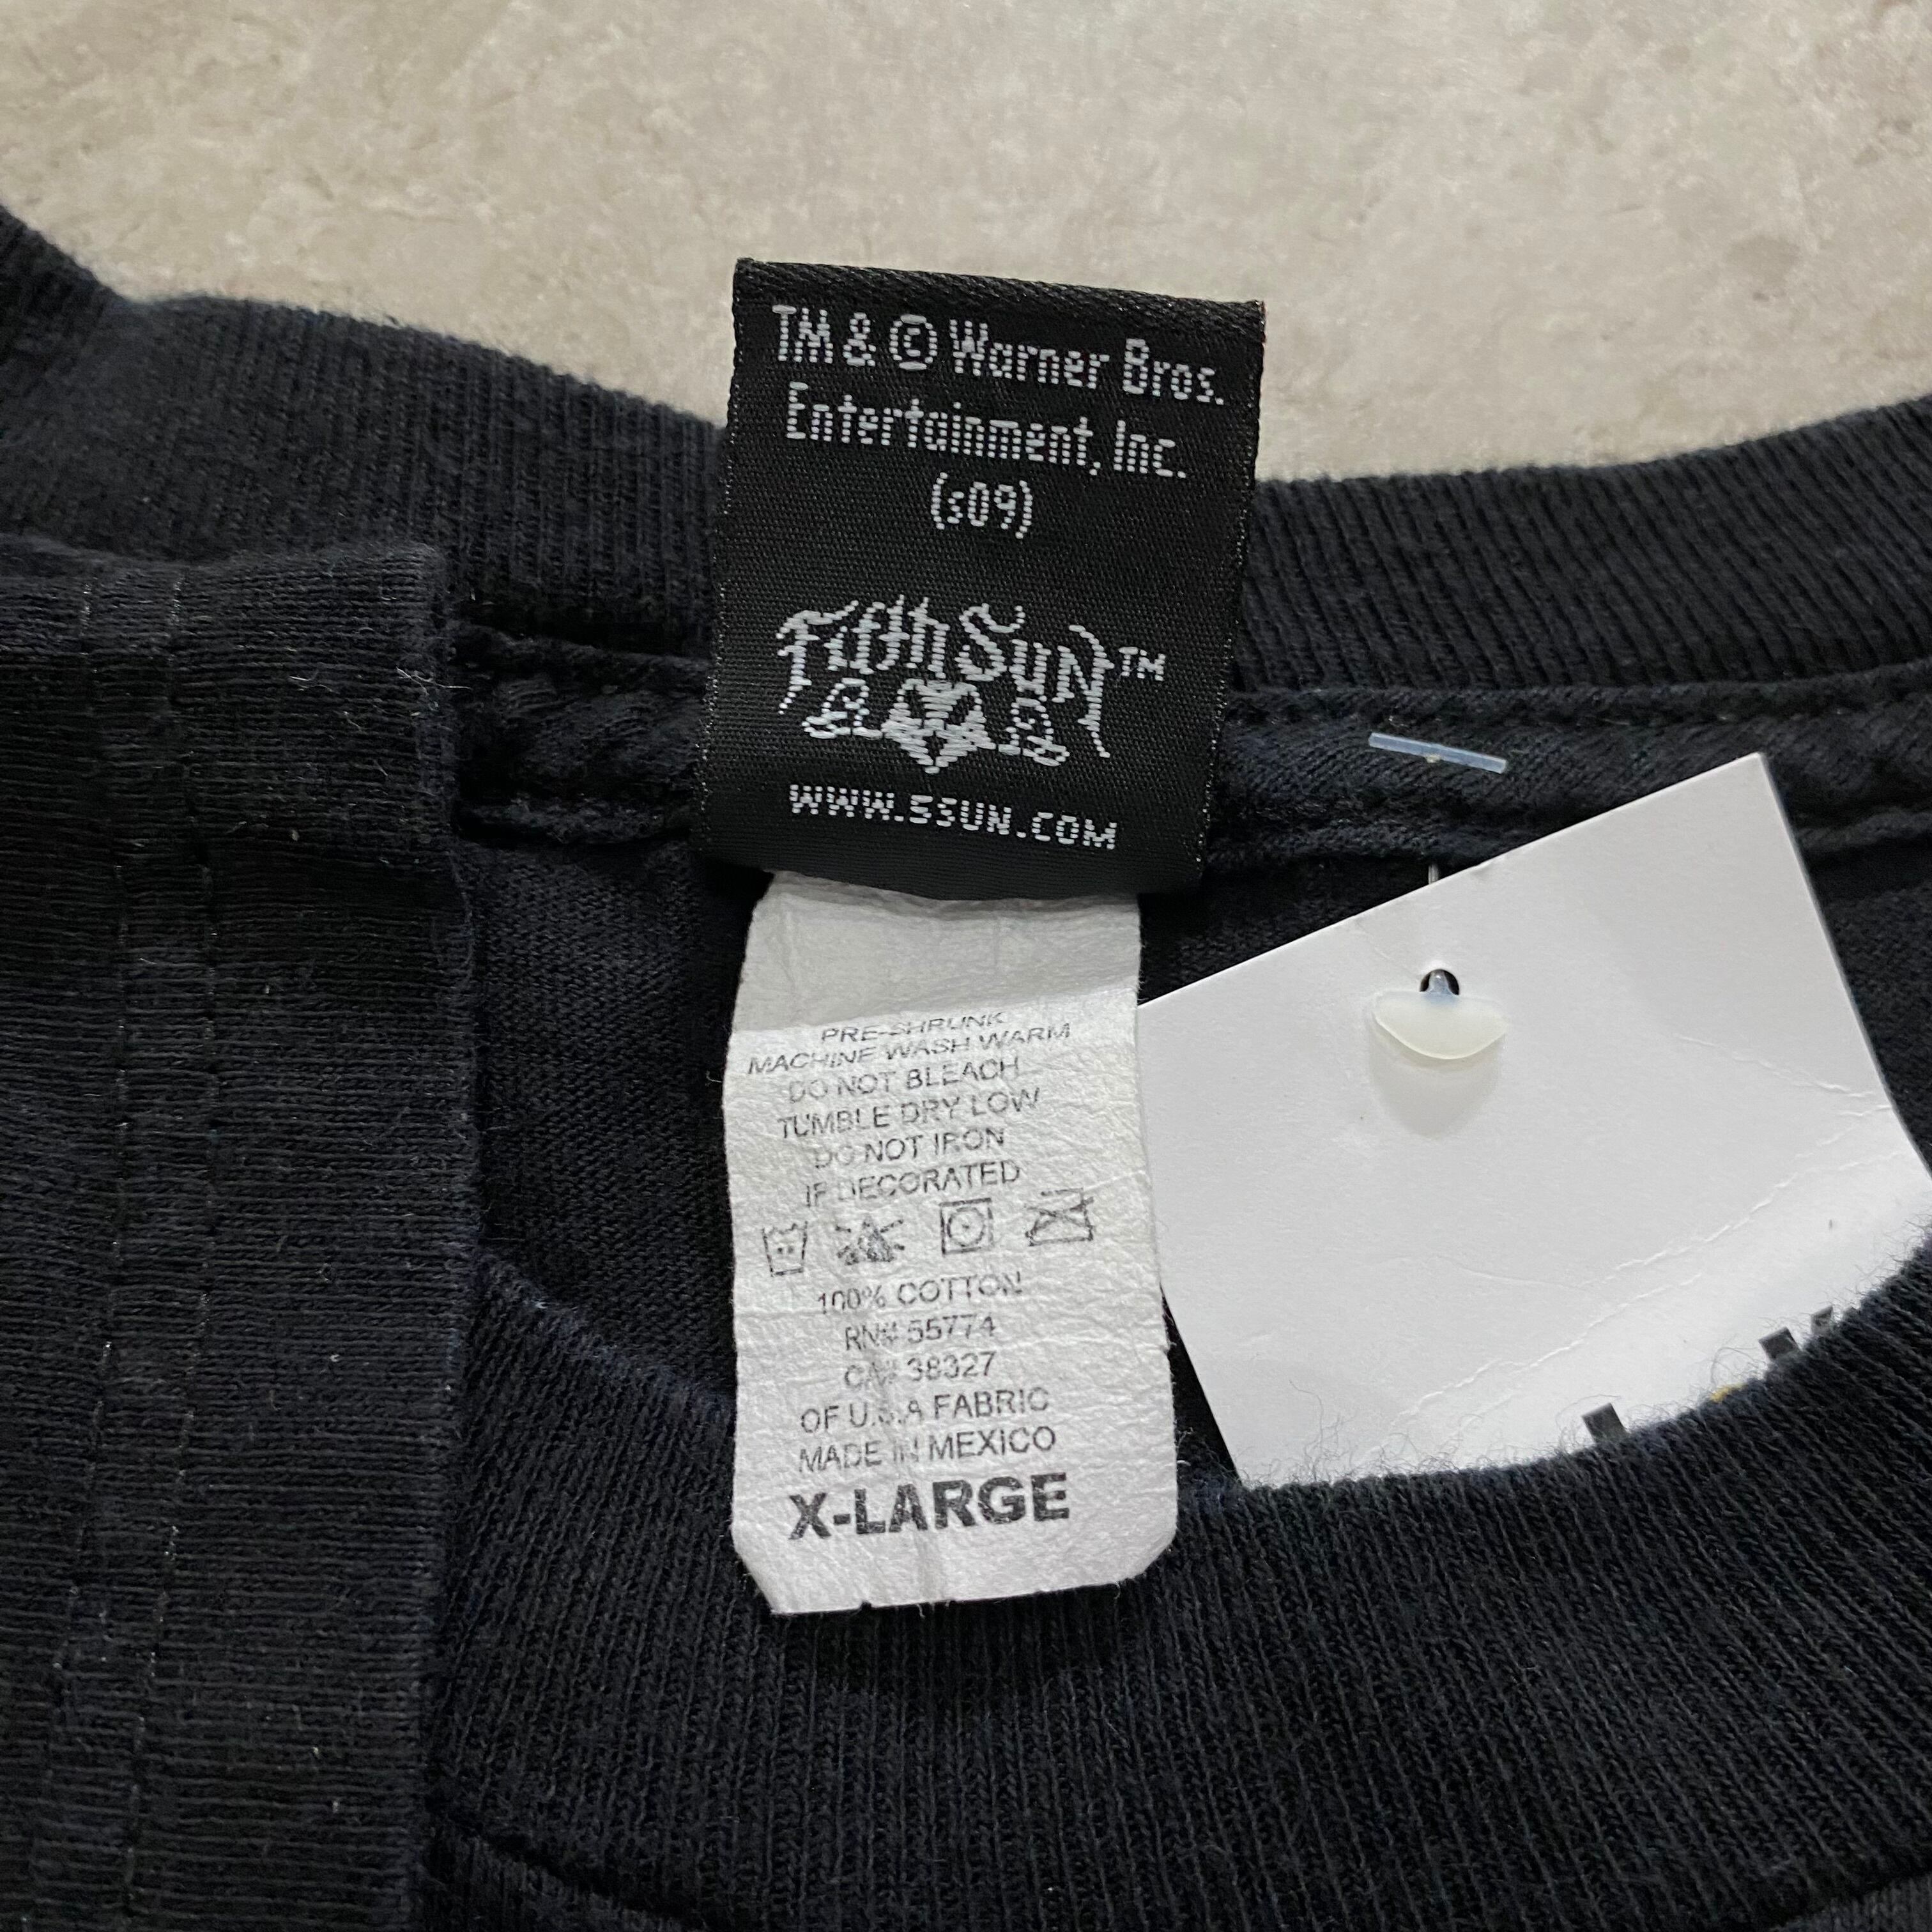 TM & © Warner Bros.
Entertainment, Inc.
(s09)
Fifth Sun™
WWW.5SUN.COM
PRE-SHRUNK
MACHINE WASH WARM
DO NOT BLEACH
TUMBLE DRY LOW
DO NOT IRON
IF DECORATED
100% COTTON
RN# 55774
CA# 38327
OF U.S.A FABRIC
MADE IN MEXICO
X-LARGE